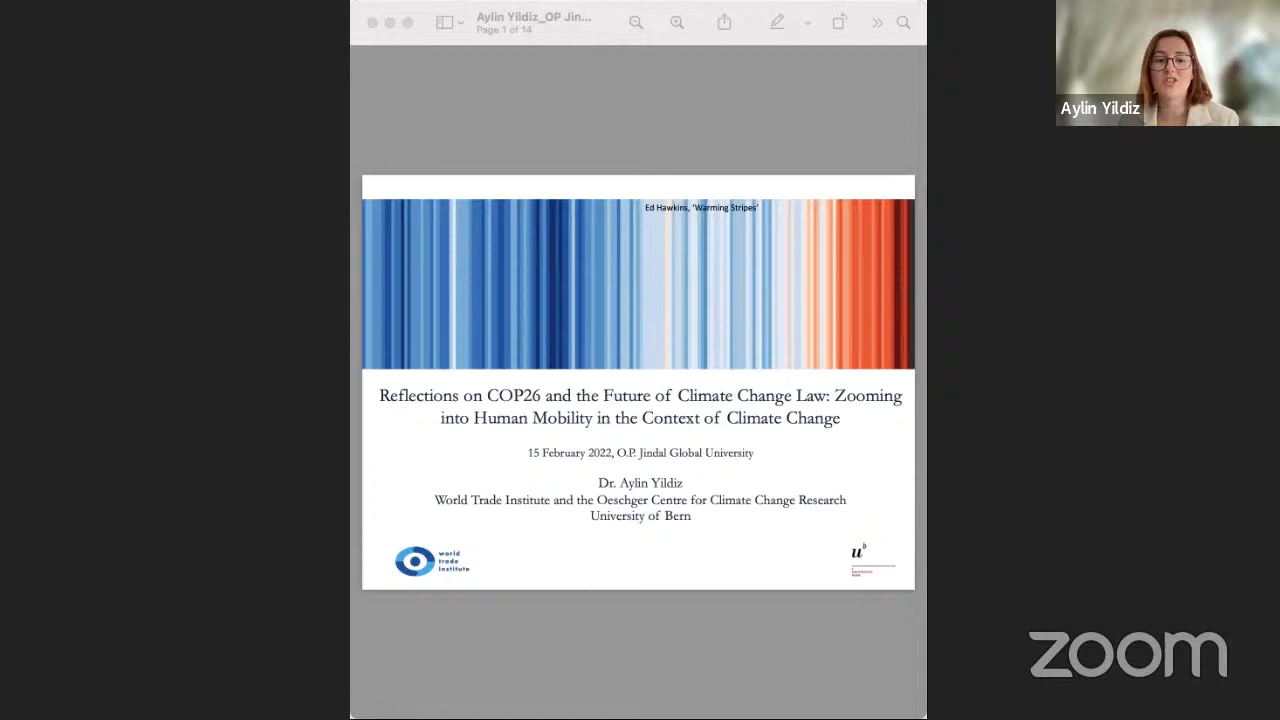 Aylin Yildiz_OP Jin...
Page 1 of 14
Aylin Yildiz
Ed Hawkins, 'Warming Stripes'
Reflections on COP26 and the Future of Climate Change Law: Zooming
into Human Mobility in the Context of Climate Change
15 February 2022, O.P. Jindal Global University
Dr. Aylin Yildiz
World Trade Institute and the Oeschger Centre for Climate Change Research
University of Bern
world
trade
institute
u
b
zoom